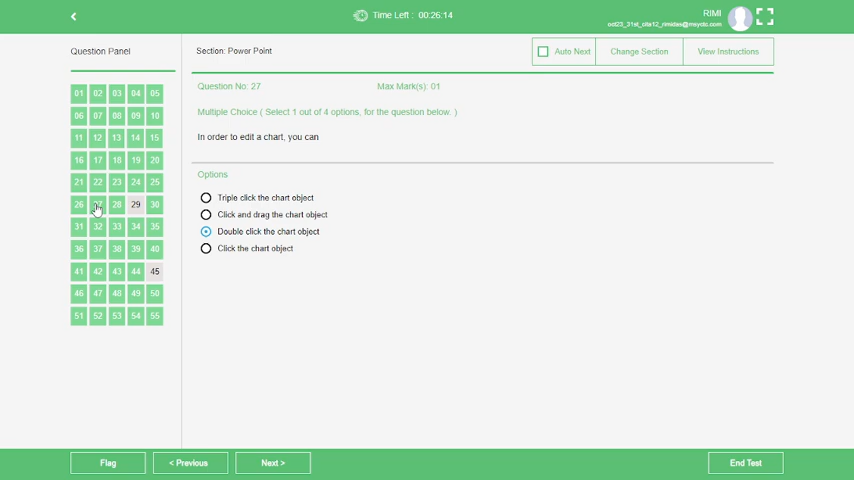 Time Left : 00:26:14
RIMI
Question Panel
Section: Power Point
Auto Next
Change Section
View Instructions
Question No: 27
Max Mark(s): 01
Multiple Choice ( Select 1 out of 4 options, for the question below. )
In order to edit a chart, you can
Options
Triple click the chart object
Click and drag the chart object
Double click the chart object
Click the chart object
01 02 03 04 05
06 07 08 09 10
11 12 13 14 15
16 17 18 19 20
21 22 23 24 25
26 27 28 29 30
31 32 33 34 35
36 37 38 39 40
41 42 43 44 45
46 47 48 49 50
51 52 53 54 55
Flag
< Previous
Next >
End Test